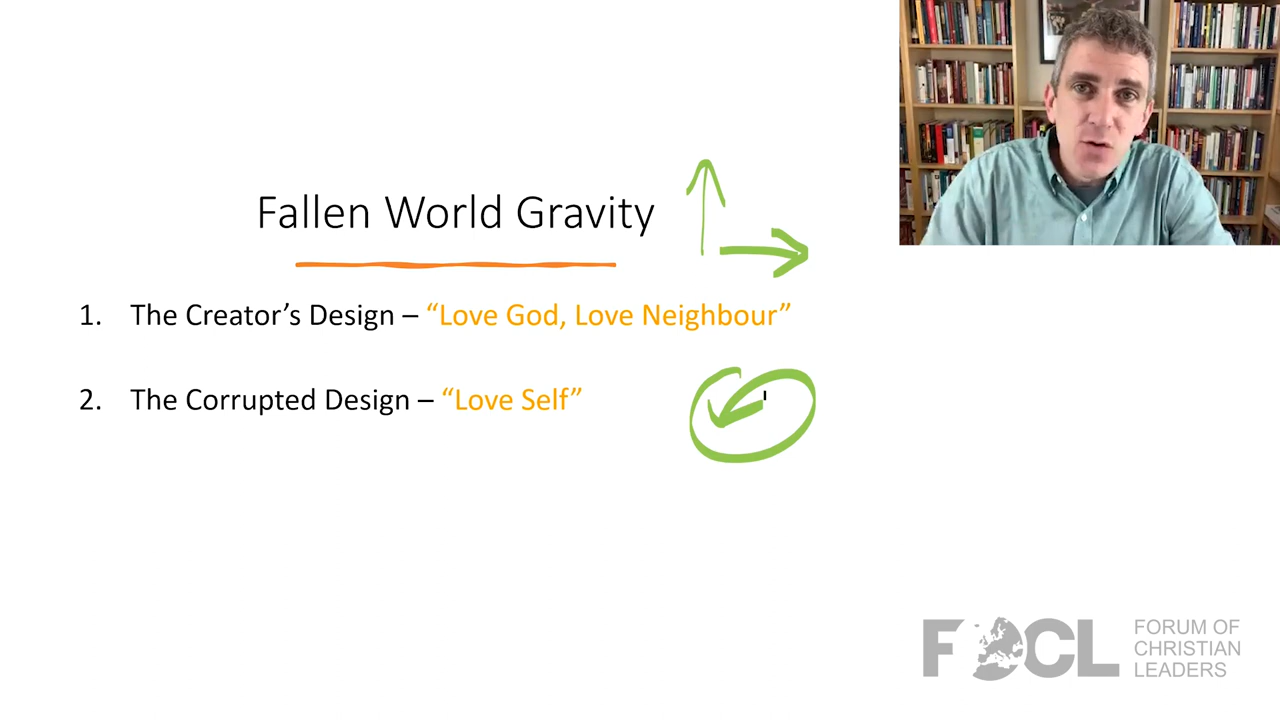 Fallen World Gravity
1. The Creator’s Design – “Love God, Love Neighbour”
2. The Corrupted Design – “Love Self”
FOCL
FORUM OF
CHRISTIAN
LEADERS